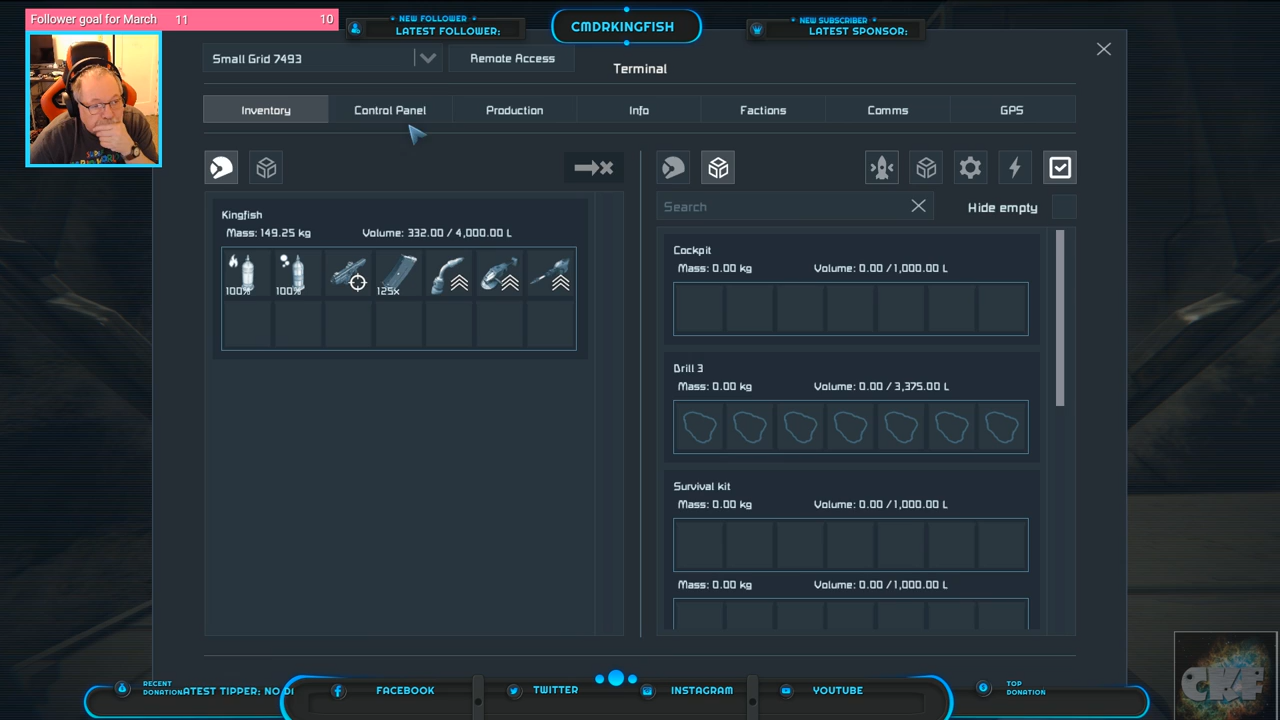 Follower goal for March 11 10
NEW FOLLOWER
LATEST FOLLOWER:
CMDRKINGFISH
NEW SUBSCRIBER
LATEST SPONSOR:
Small Grid 7493
Remote Access
Terminal
Inventory
Control Panel
Production
Info
Factions
Comms
GPS
Search
Hide empty
Kingfish
Mass: 149.25 kg Volume: 332.00 / 4,000.00 L
100%
100%
125x
Cockpit
Mass: 0.00 kg Volume: 0.00 / 1,000.00 L
Drill 3
Mass: 0.00 kg Volume: 0.00 / 3,375.00 L
Survival kit
Mass: 0.00 kg Volume: 0.00 / 1,000.00 L
Mass: 0.00 kg Volume: 0.00 / 1,000.00 L
RECENT
DONATION
ATEST TIPPER: NO DI
FACEBOOK
TWITTER
INSTAGRAM
YOUTUBE
TOP
DONATION
CKF